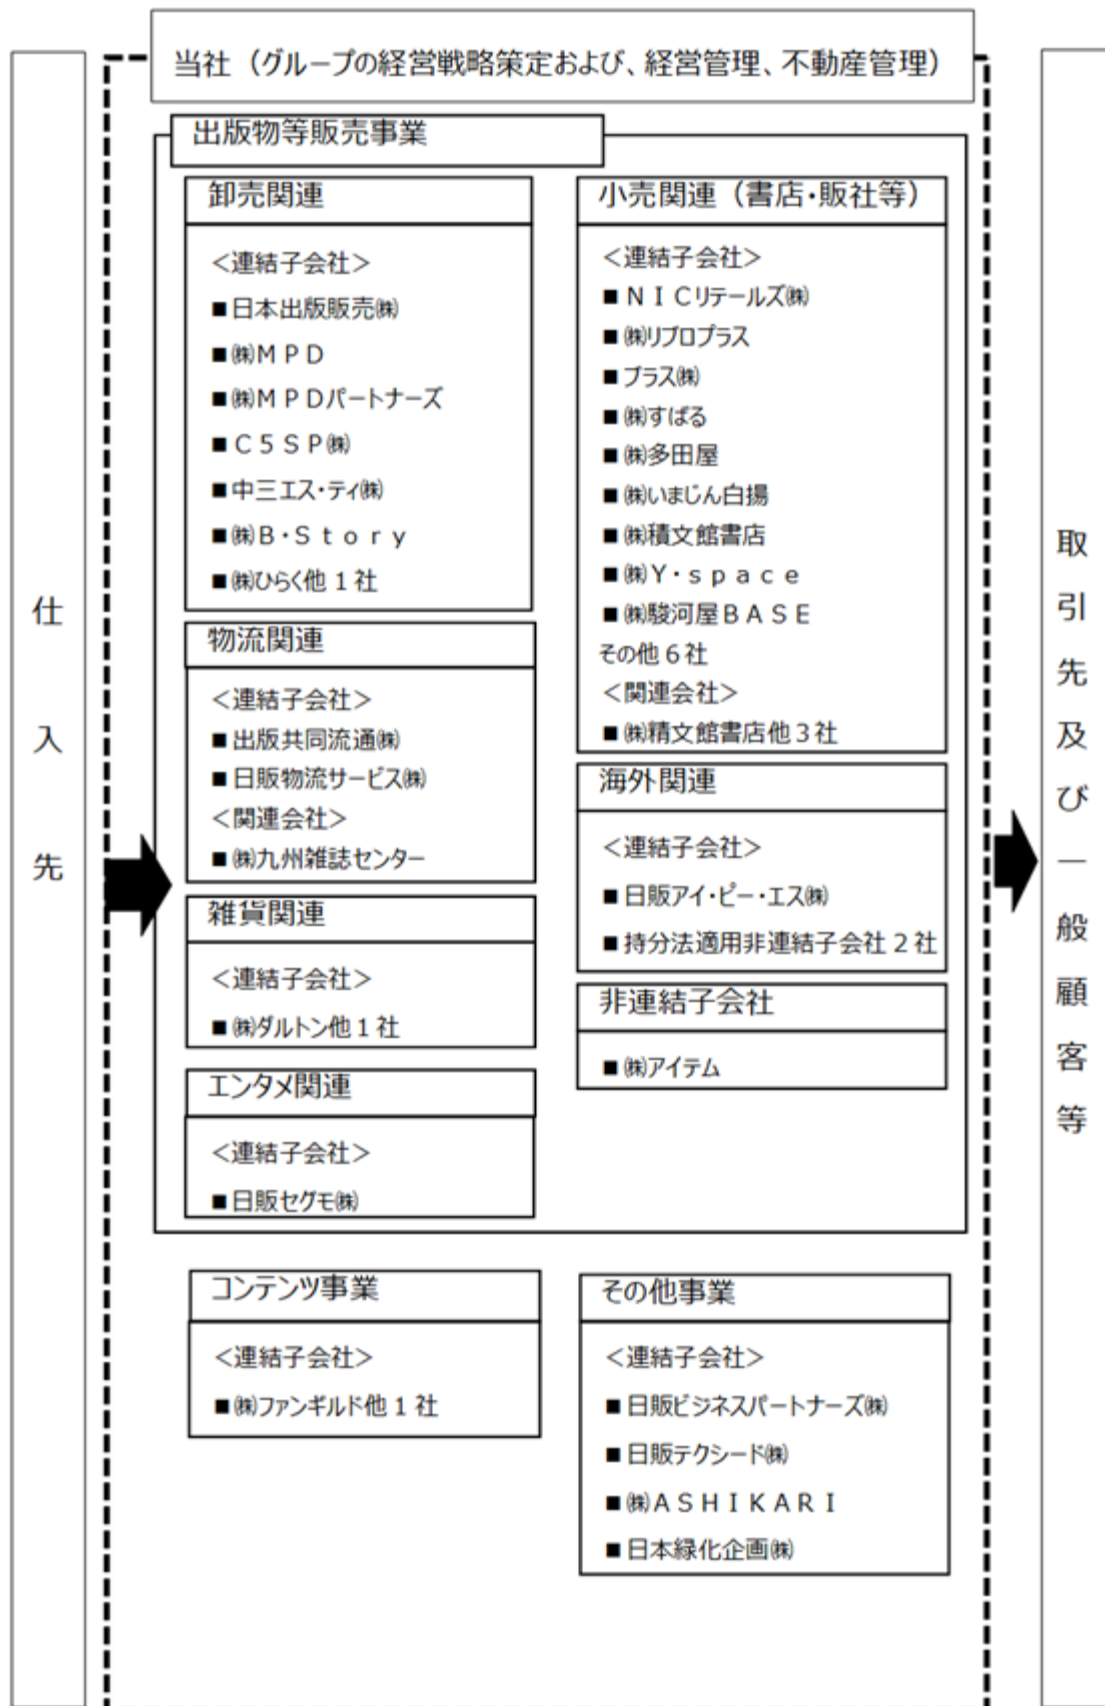 当社（グループの経営戦略策定および、経営管理、不動産管理）
仕入先
出版物等販売事業
卸売関連
＜連結子会社＞
■日本出版販売㈱
■㈱ＭＰＤ
■㈱ＭＰＤパートナーズ
■Ｃ５ＳＰ㈱
■中三エス・ティ㈱
■㈱Ｂ・Ｓｔｏｒｙ
■㈱ひらく他１社
物流関連
＜連結子会社＞
■出版共同流通㈱
■日販物流サービス㈱
＜関連会社＞
■㈱九州雑誌センター
雑貨関連
＜連結子会社＞
■㈱ダルトン他１社
エンタメ関連
＜連結子会社＞
■日販セグモ㈱
小売関連（書店・販社等）
＜連結子会社＞
■ＮＩＣリテールズ㈱
■㈱リブロプラス
■プラス㈱
■㈱すばる
■㈱多田屋
■㈱いまじん白揚
■㈱積文館書店
■㈱Ｙ・ｓｐａｃｅ
■㈱駿河屋ＢＡＳＥ
その他６社
＜関連会社＞
■㈱精文館書店他３社
海外関連
＜連結子会社＞
■日販アイ・ピー・エス㈱
■持分法適用非連結子会社２社
非連結子会社
■㈱アイテム
コンテンツ事業
＜連結子会社＞
■㈱ファンギルド他１社
その他事業
＜連結子会社＞
■日販ビジネスパートナーズ㈱
■日販テクシード㈱
■㈱ＡＳＨＩＫＡＲＩ
■日本緑化企画㈱
取引先及び一般顧客等